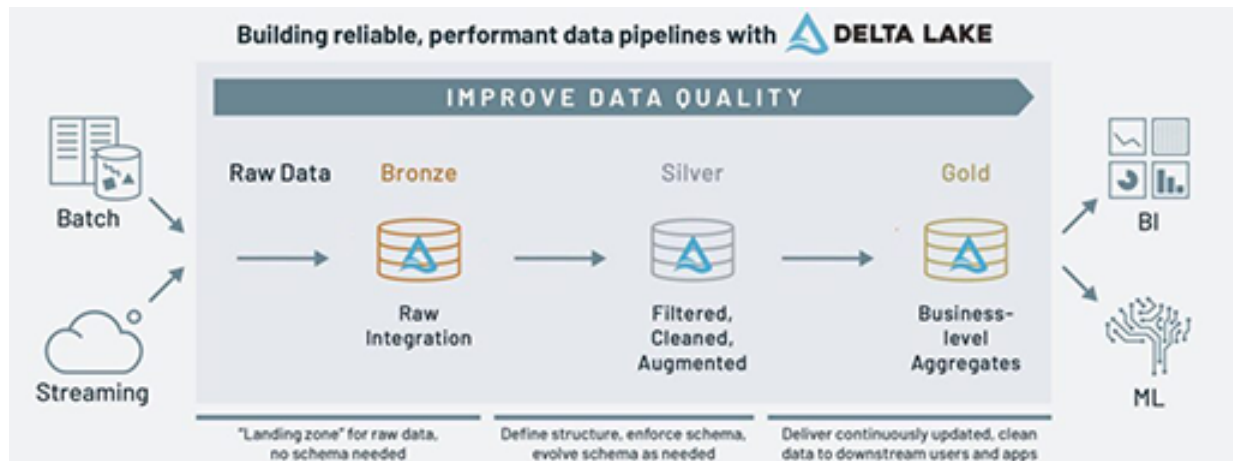 Building reliable, performant data pipelines with DELTA LAKE
IMPROVE DATA QUALITY
Batch
Streaming
Raw Data
Bronze
Raw
Integration
Silver
Filtered,
Cleaned,
Augmented
Gold
Business-
level
Aggregates
BI
ML
"Landing zone" for raw data,
no schema needed
Define structure, enforce schema,
evolve schema as needed
Deliver continuously updated, clean
data to downstream users and apps